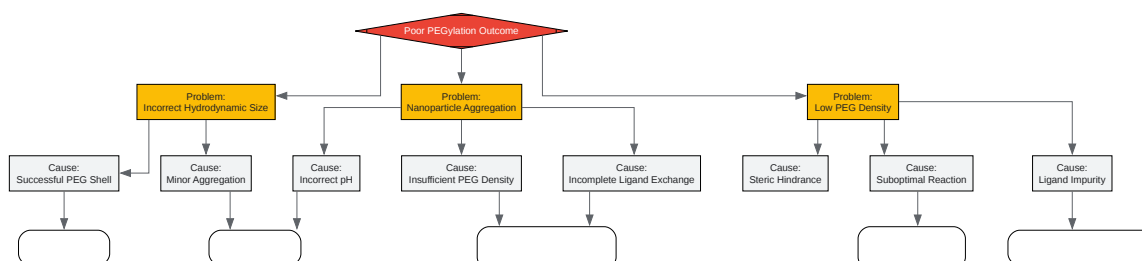 Poor PEGylation Outcome
Problem:
Incorrect Hydrodynamic Size
Problem:
Nanoparticle Aggregation
Problem:
Low PEG Density
Cause:
Successful PEG Shell
Cause:
Minor Aggregation
Cause:
Incorrect pH
Cause:
Insufficient PEG Density
Cause:
Incomplete Ligand Exchange
Cause:
Steric Hindrance
Cause:
Suboptimal Reaction
Cause:
Ligand Impurity